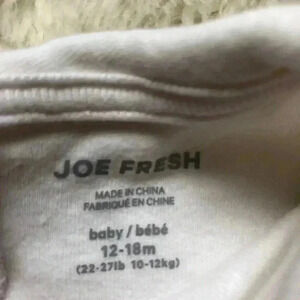 JOE FRESH
MADE IN CHINA
FABRIQUÉ EN CHINE
baby / bébé
12-18m
(22-27lb 10-12kg)